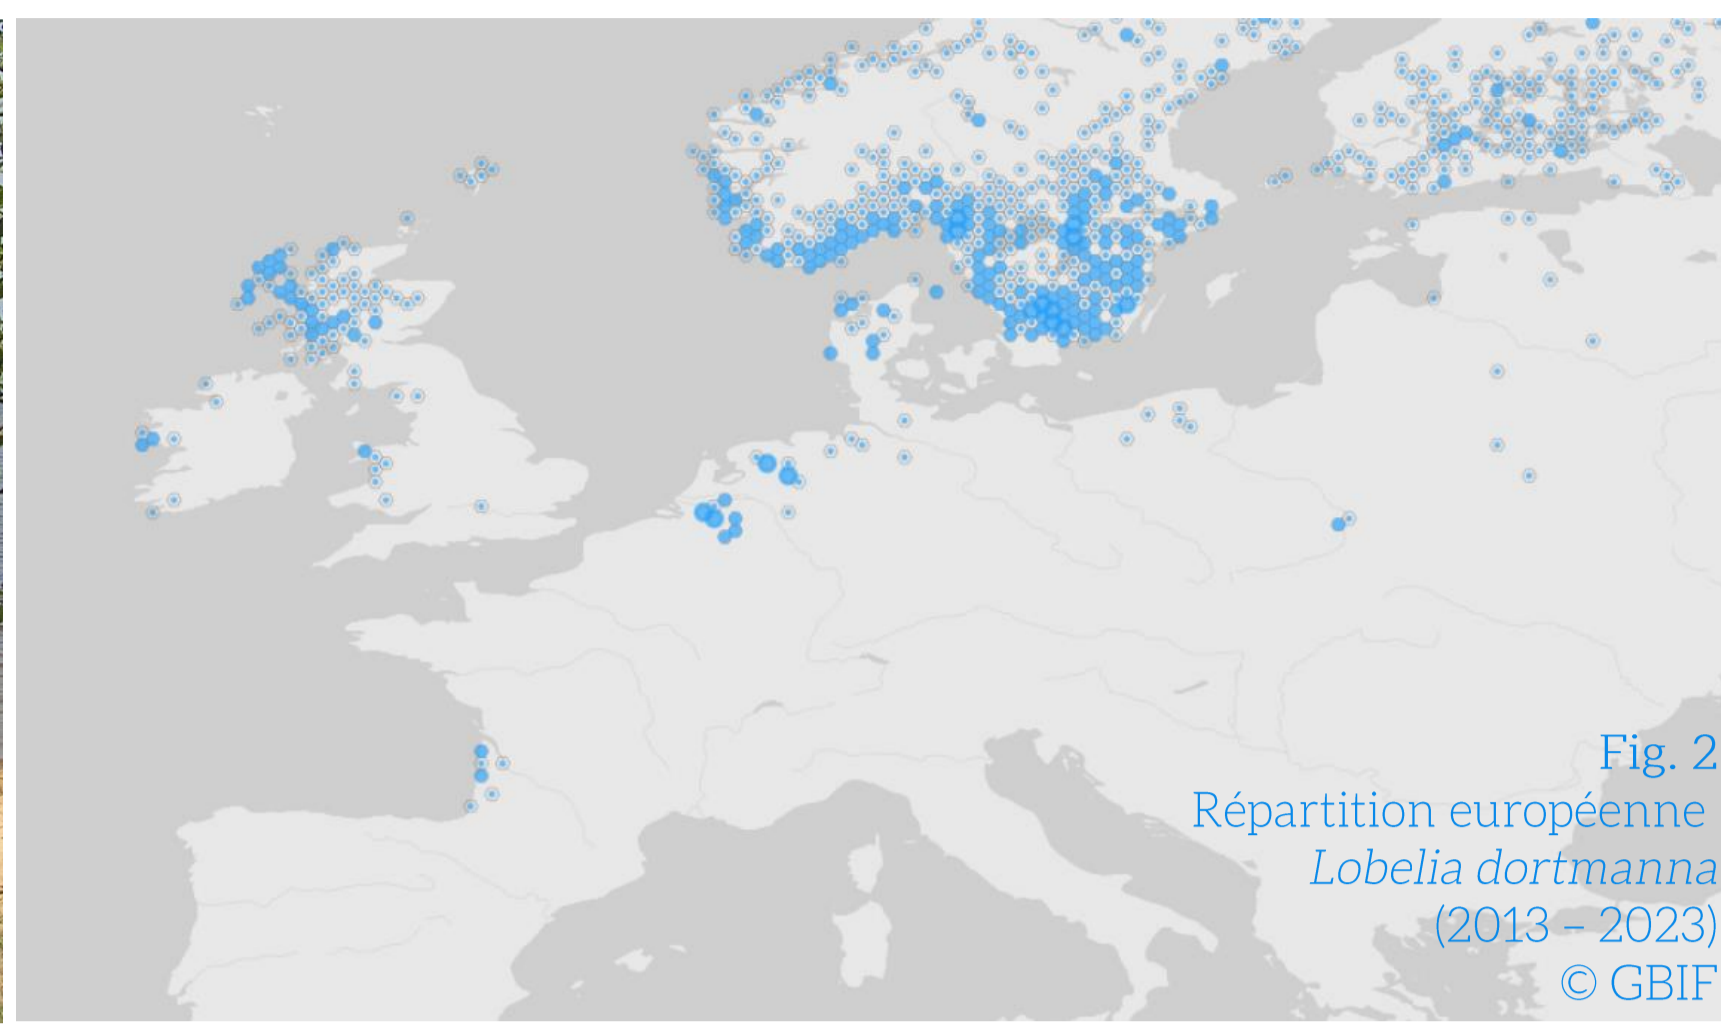 Fig. 2
Répartition européenne
Lobelia dortmanna
(2013 – 2023)
© GBIF